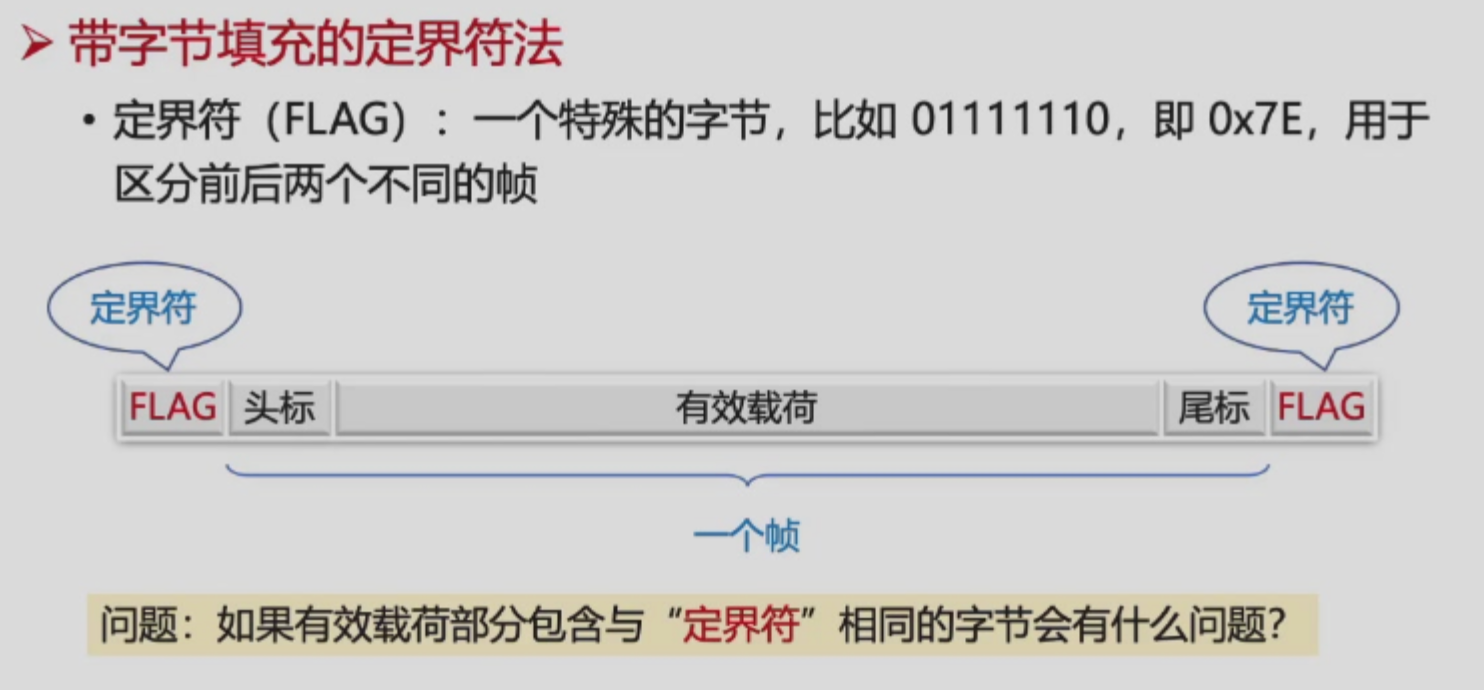 带字节填充的定界符法
• 定界符（FLAG）：一个特殊的字节，比如 01111110，即 0x7E，用于
区分前后两个不同的帧
定界符 定界符
FLAG 头标 有效载荷 尾标 FLAG
一个帧
问题：如果有效载荷部分包含与“定界符”相同的字节会有什么问题？